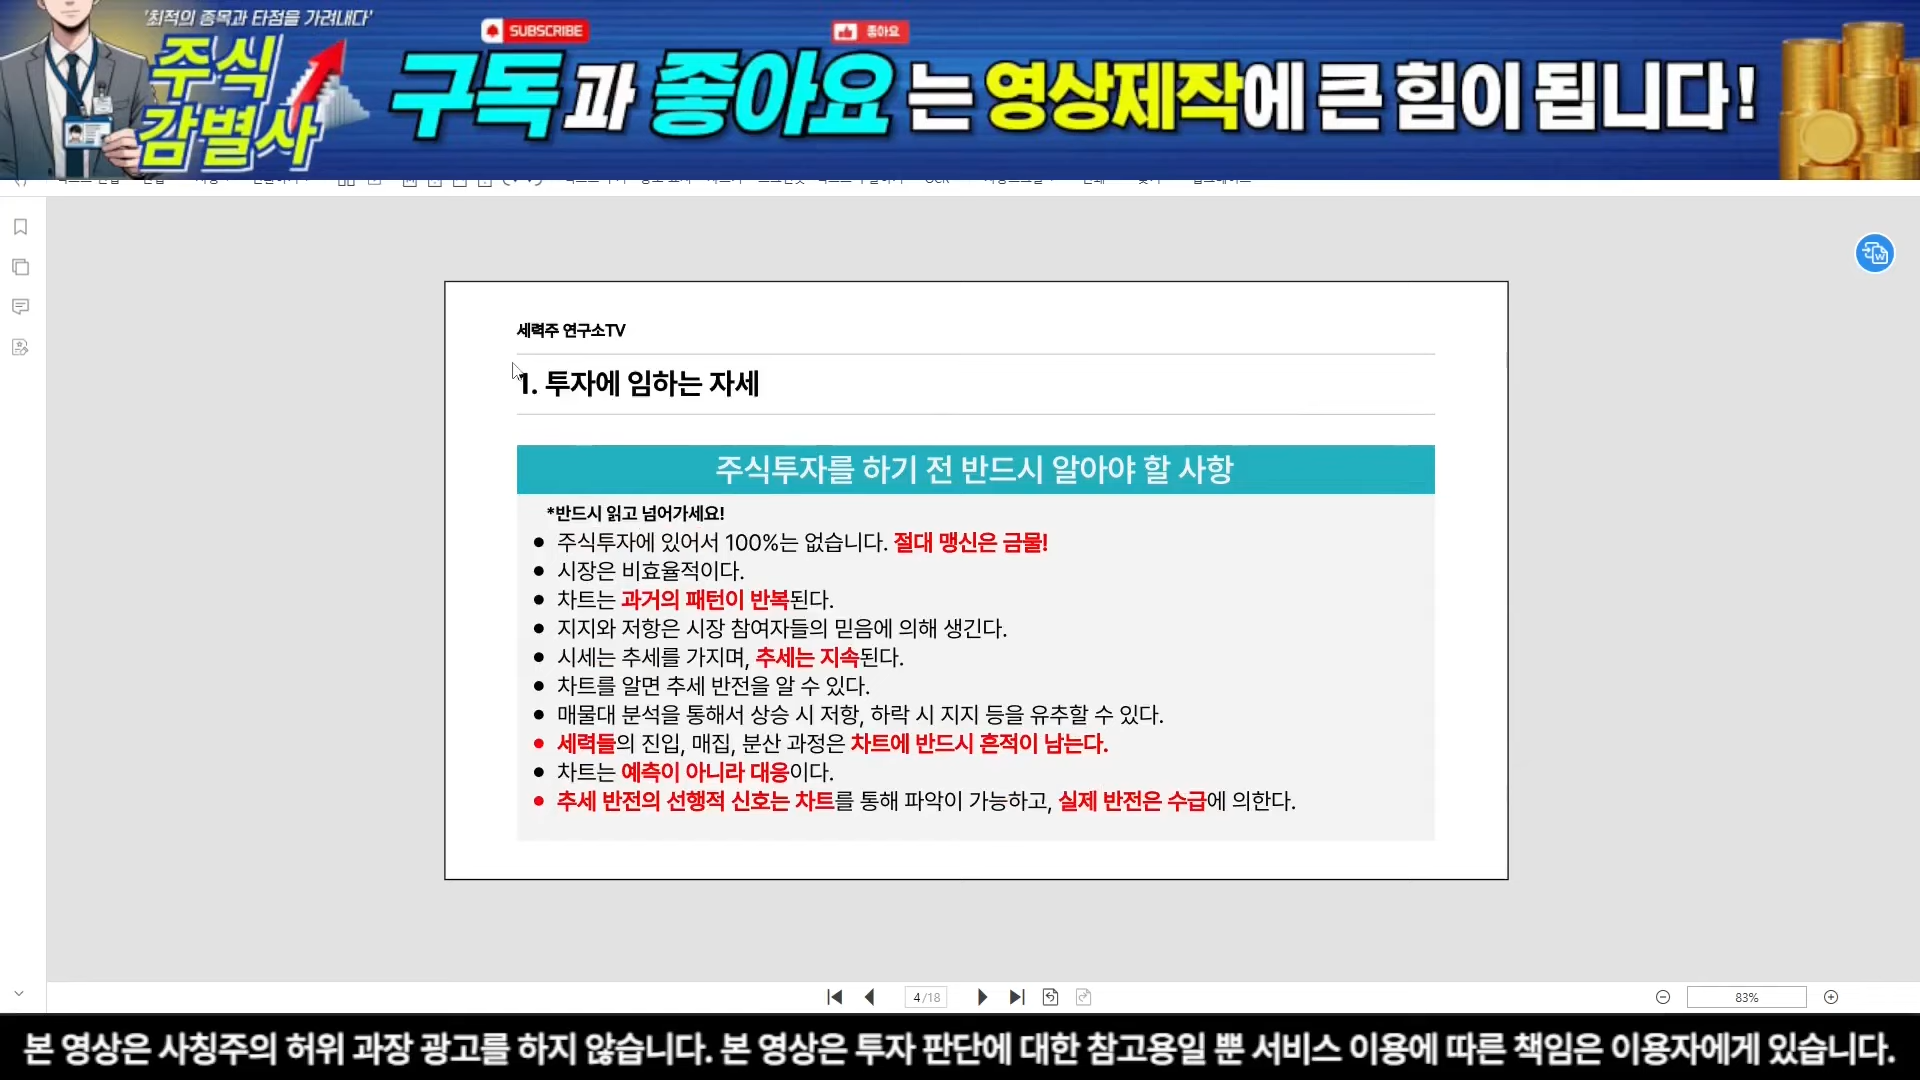 '최적의 종목과 타점을 가려내다'
주식
감별사
SUBSCRIBE
좋아요
구독과 좋아요는 영상제작에 큰 힘이 됩니다!
세력주 연구소TV
1. 투자에 임하는 자세
주식투자를 하기 전 반드시 알아야 할 사항
*반드시 읽고 넘어가세요!
● 주식투자에 있어서 100%는 없습니다. 절대 맹신은 금물!
● 시장은 비효율적이다.
● 차트는 과거의 패턴이 반복된다.
● 지지와 저항은 시장 참여자들의 믿음에 의해 생긴다.
● 시세는 추세를 가지며, 추세는 지속된다.
● 차트를 알면 추세 반전을 알 수 있다.
● 매물대 분석을 통해서 상승 시 저항, 하락 시 지지 등을 유추할 수 있다.
● 세력들의 진입, 매집, 분산 과정은 차트에 반드시 흔적이 남는다.
● 차트는 예측이 아니라 대응이다.
● 추세 반전의 선행적 신호는 차트를 통해 파악이 가능하고, 실제 반전은 수급에 의한다.
4/18
83%
본 영상은 사칭주의 허위 과장 광고를 하지 않습니다. 본 영상은 투자 판단에 대한 참고용일 뿐 서비스 이용에 따른 책임은 이용자에게 있습니다.